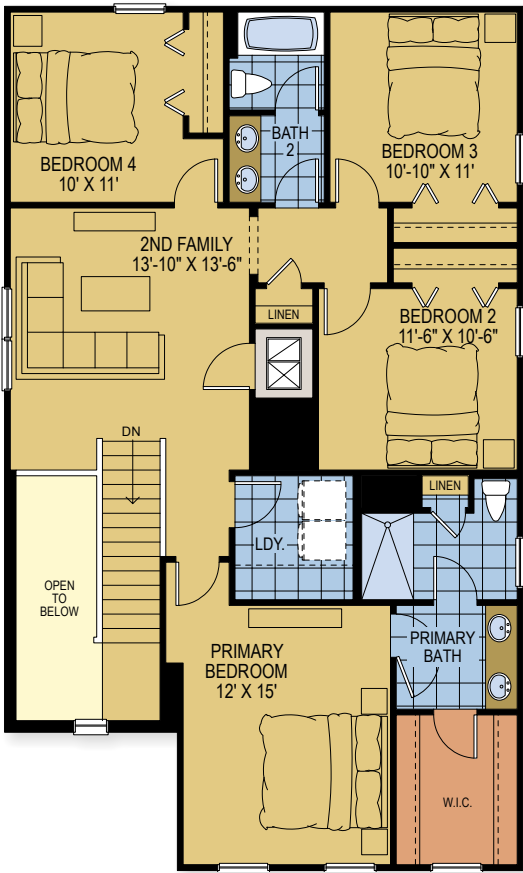 BATH
2
BEDROOM 4
10' X 11'
BEDROOM 3
10'-10" X 11'
2ND FAMILY
13'-10" X 13'-6"
LINEN
BEDROOM 2
11'-6" X 10'-6"
DN
LINEN
LDY.
OPEN
TO
BELOW
PRIMARY
BATH
PRIMARY
BEDROOM
12' X 15'
W.I.C.